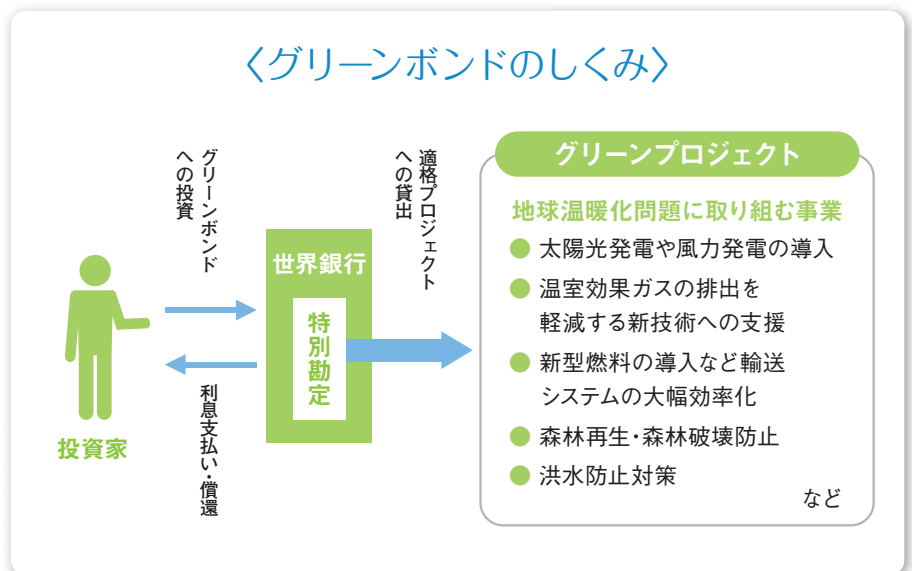 〈グリーンボンドのしくみ〉
グリーンボンド
への投資
適格プロジェクト
への貸出
世界銀行
特別勘定
利息支払い・償還
投資家
グリーンプロジェクト
地球温暖化問題に取り組む事業
● 太陽光発電や風力発電の導入
● 温室効果ガスの排出を
軽減する新技術への支援
● 新型燃料の導入など輸送
システムの大幅効率化
● 森林再生・森林破壊防止
● 洪水防止対策
など